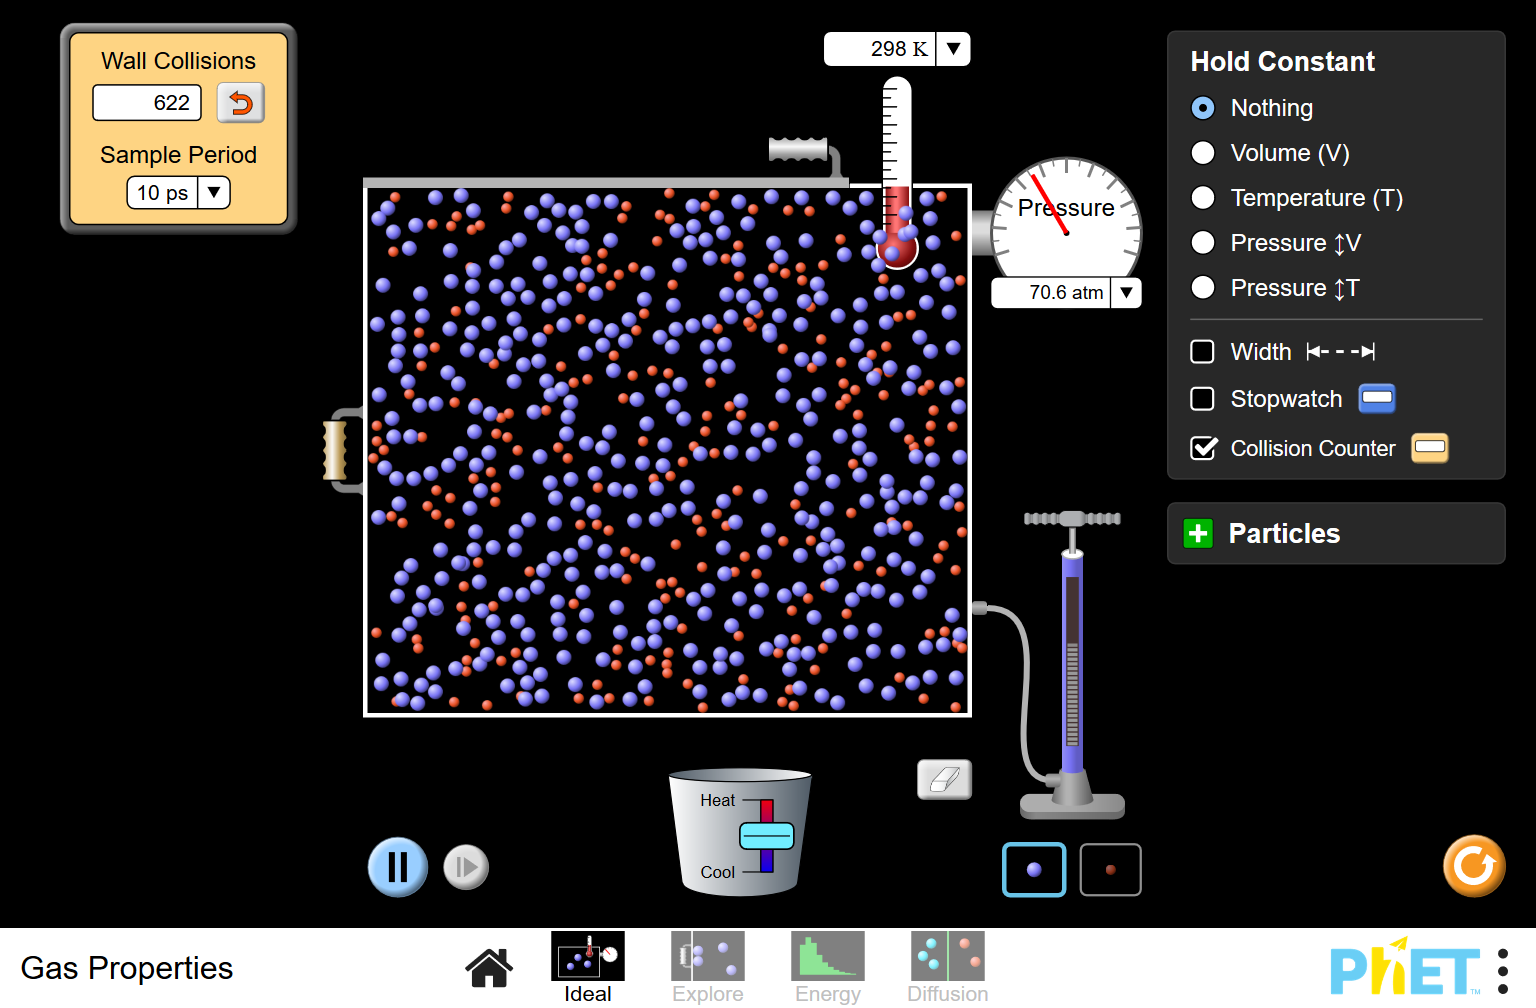 Wall Collisions
622
Sample Period
10 ps
298 K
Pressure
70.6 atm
Hold Constant
Nothing
Volume (V)
Temperature (T)
Pressure ↕V
Pressure ↕T
Width
Stopwatch
Collision Counter
Particles
Heat
Cool
Gas Properties
Ideal
Explore
Energy
Diffusion
PhET™